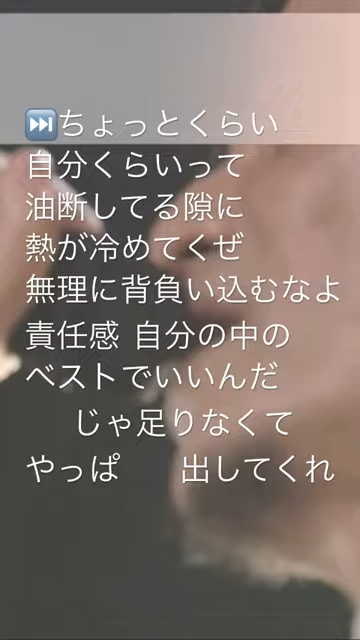 ⏭️ちょっとくらい
自分くらいって
油断してる隙に
熱が冷めてくぜ
無理に背負い込むなよ
責任感 自分の中の
ベストでいいんだ
じゃ足りなくて
やっぱ 出してくれ